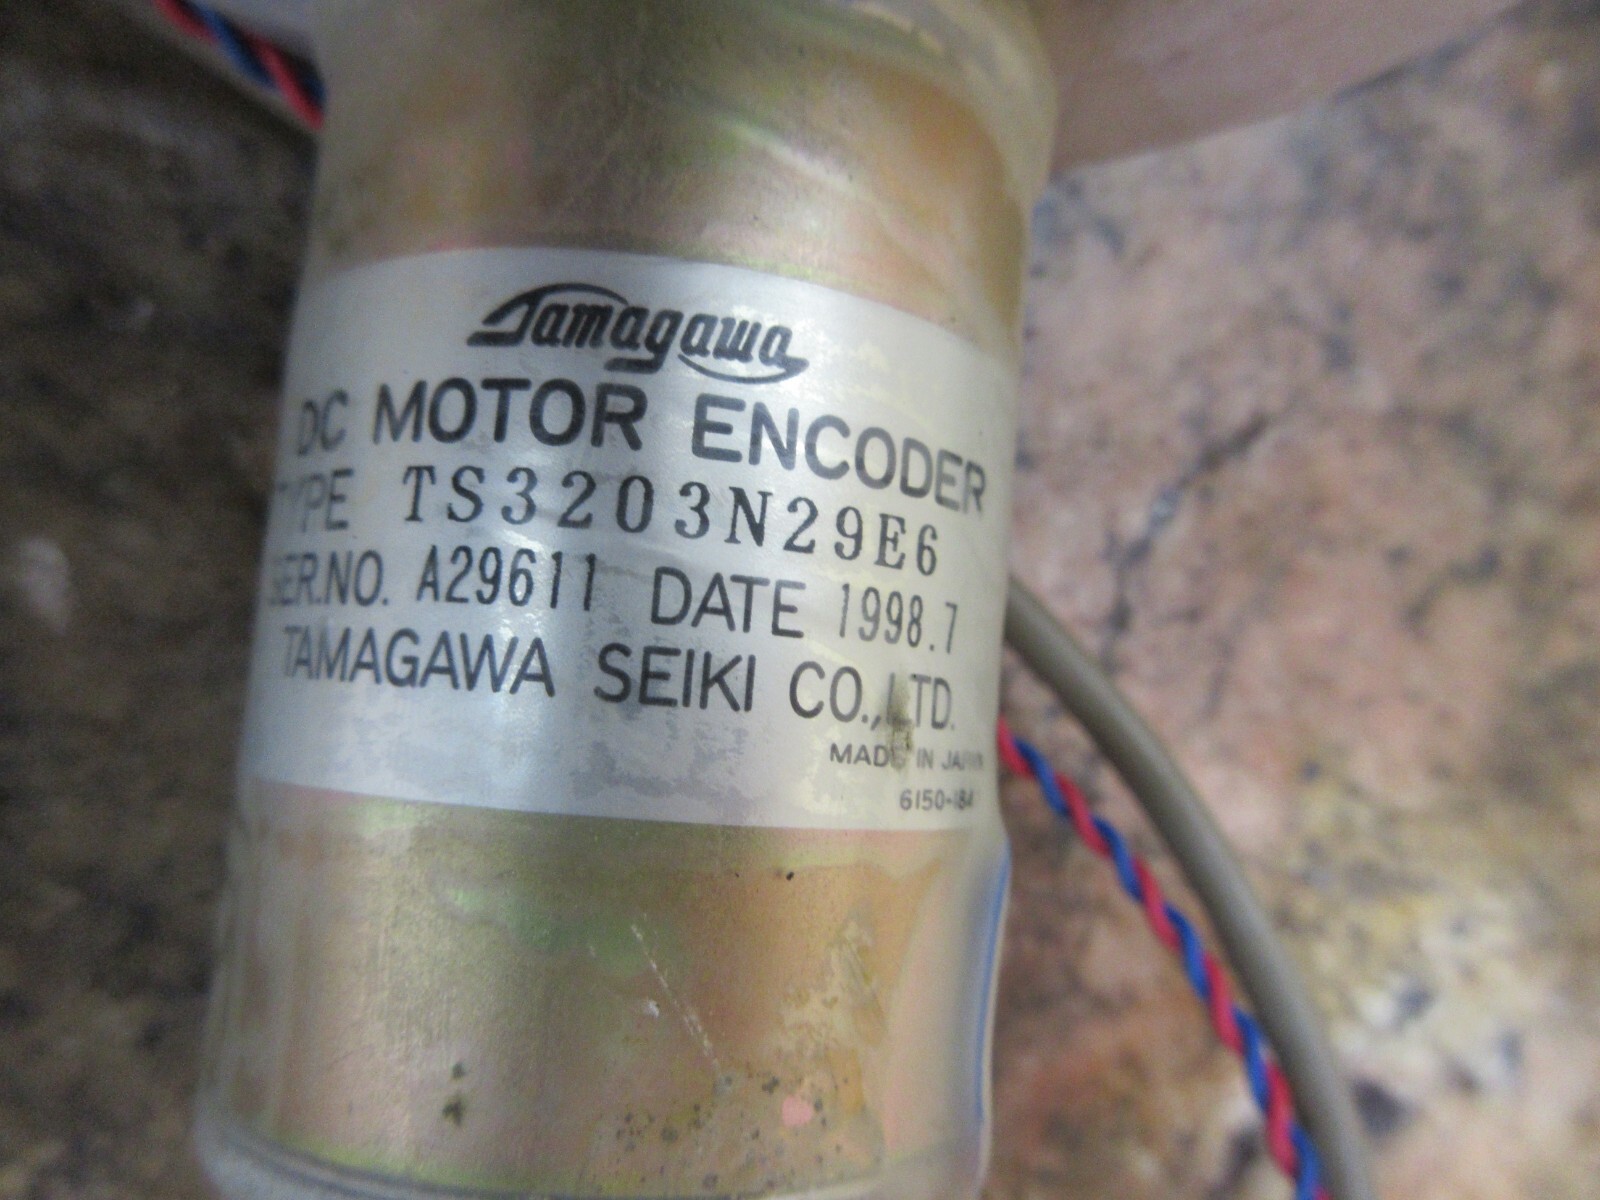 Tamagawa
DC MOTOR ENCODER
TYPE TS3203N29E6
SER.NO. A29611 DATE 1998.7
TAMAGAWA SEIKI CO.,LTD.
MADE IN JAPAN
6150-184